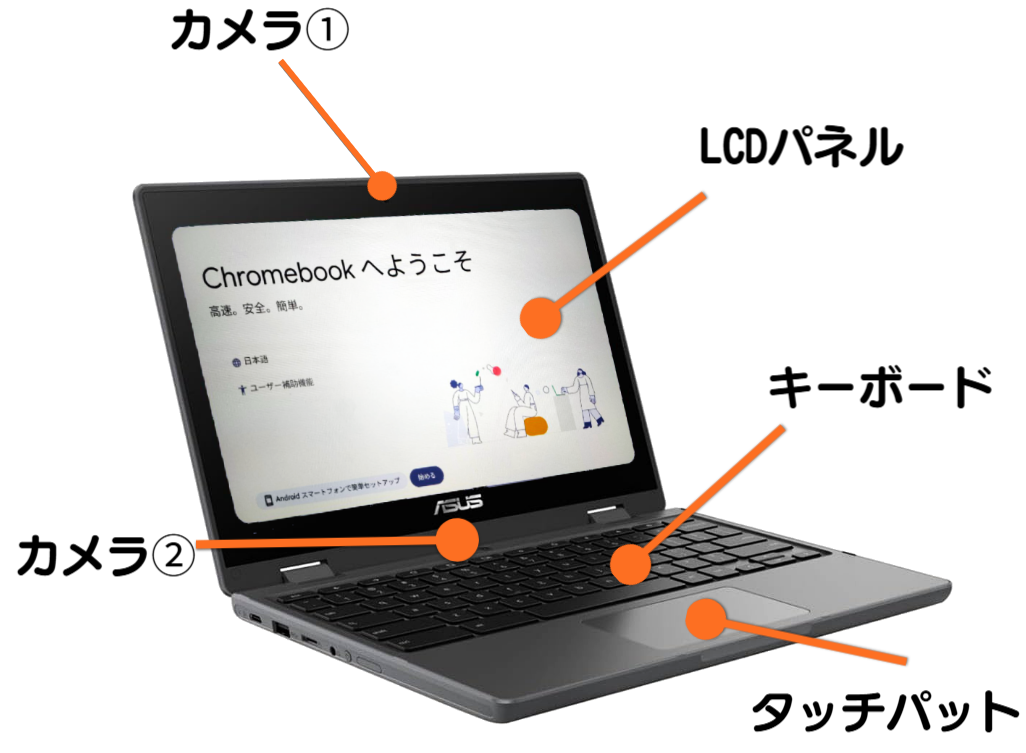 カメラ①
LCDパネル
Chromebook へようこそ
高速。安全。簡単。
日本語
ユーザー補助機能
キーボード
Android スマートフォンで簡単セットアップ
始める
ASUS
カメラ②
タッチパット